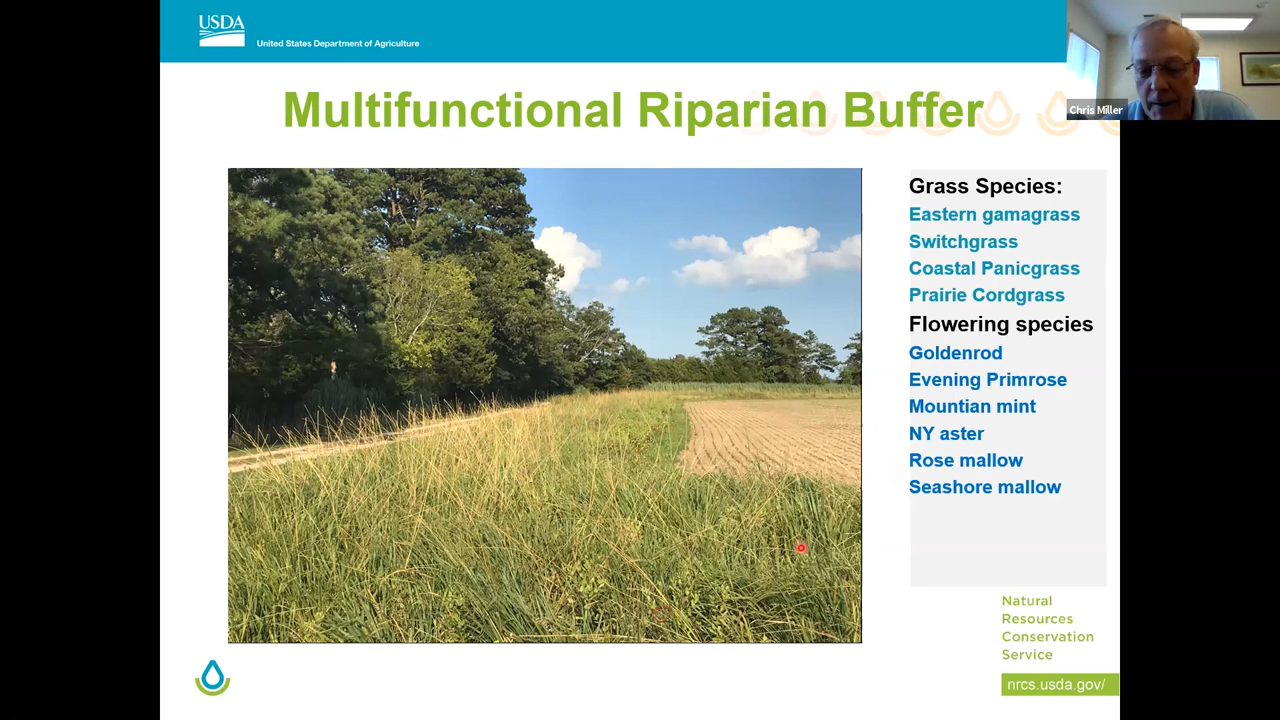 USDA
United States Department of Agriculture
Chris Miller
Multifunctional Riparian Buffer
Grass Species:
Eastern gamagrass
Switchgrass
Coastal Panicgrass
Prairie Cordgrass
Flowering species
Goldenrod
Evening Primrose
Mountian mint
NY aster
Rose mallow
Seashore mallow
Natural
Resources
Conservation
Service
nrcs.usda.gov/